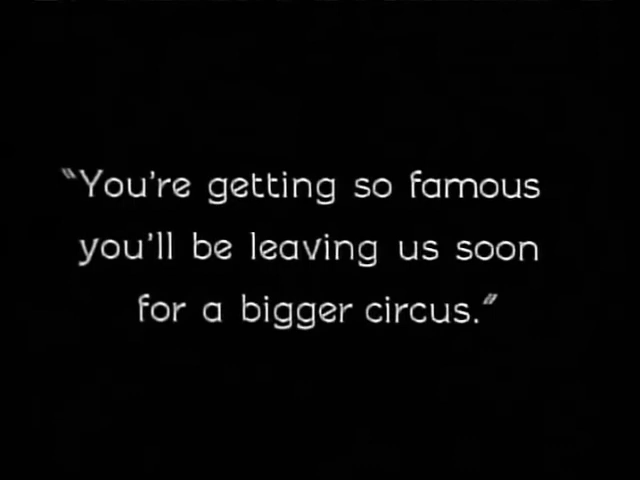 "You're getting so famous
you'll be leaving us soon
for a bigger circus."